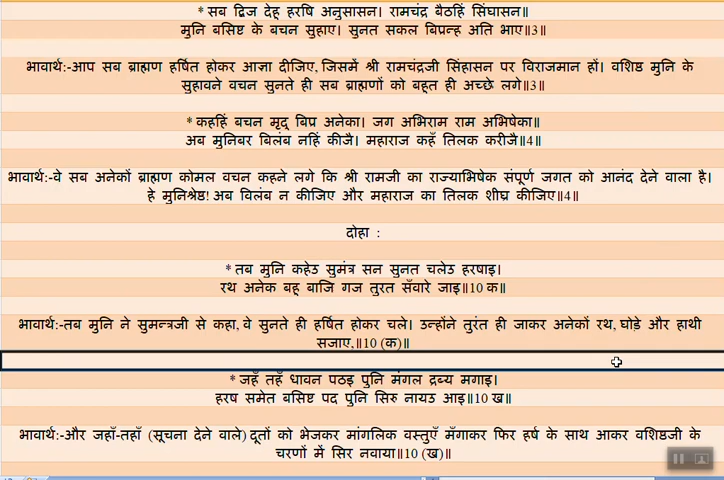 * सब द्विज देहु हरषि अनुसासन। रामचंद्र बैठहिं सिंघासन॥
मुनि बसिष्ट के बचन सुहाए। सुनत सकल बिप्रन्ह अति भाए॥3॥
भावार्थ:-आप सब ब्राह्मण हर्षित होकर आज्ञा दीजिए, जिसमें श्री रामचंद्रजी सिंहासन पर विराजमान हों। वशिष्ठ मुनि के
सुहावने वचन सुनते ही सब ब्राह्मणों को बहुत ही अच्छे लगे॥3॥
* कहहिं बचन मृदु बिप्र अनेका। जग अभिराम राम अभिषेका॥
अब मुनिबर बिलंब नहिं कीजै। महाराज कहँ तिलक करीजै॥4॥
भावार्थ:-वे सब अनेकों ब्राह्मण कोमल वचन कहने लगे कि श्री रामजी का राज्याभिषेक संपूर्ण जगत को आनंद देने वाला है।
हे मुनिश्रेष्ठ! अब विलंब न कीजिए और महाराज का तिलक शीघ्र कीजिए॥4॥
दोहा :
* तब मुनि कहेउ सुमंत्र सन सुनत चलेउ हरषाइ।
रथ अनेक बहु बाजि गज तुरत सँवारे जाइ॥10 क॥
भावार्थ:-तब मुनि ने सुमन्त्रजी से कहा, वे सुनते ही हर्षित होकर चले। उन्होंने तुरंत ही जाकर अनेकों रथ, घोड़े और हाथी
सजाए,॥10 (क)॥
* जहँ तहँ धावन पठइ पुनि मंगल द्रब्य मगाइ।
हरष समेत बसिष्ट पद पुनि सिरु नायउ आइ॥10 ख॥
भावार्थ:-और जहाँ-तहाँ (सूचना देने वाले) दूतों को भेजकर मांगलिक वस्तुएँ मँगाकर फिर हर्ष के साथ आकर वशिष्ठजी के
चरणों में सिर नवाया॥10 (ख)॥